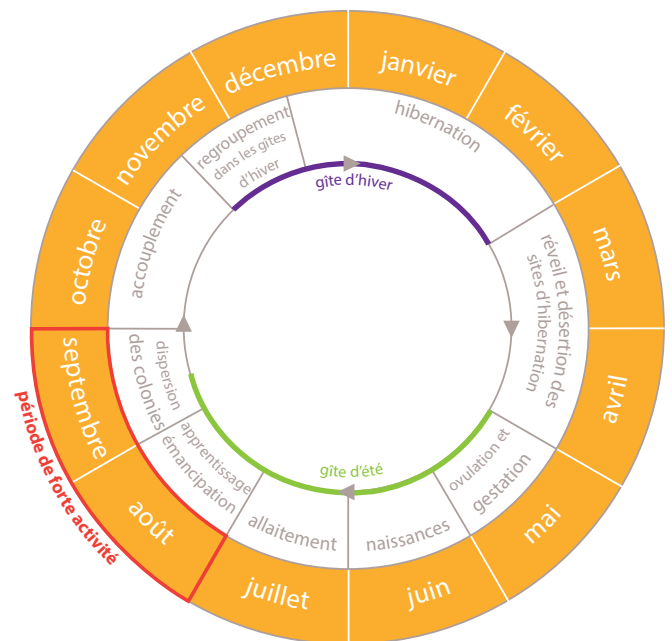 janvier
février
mars
avril
mai
juin
juillet
août
septembre
octobre
novembre
décembre
hibernation
réveil et désertion des
sites d'hibernation
ovulation et
gestation
naissances
allaitement
apprentissage
émancipation
dispersion
des colonies
accouplement
regroupement
dans les gîtes
d'hiver
gîte d'hiver
gîte d'été
période de forte activité